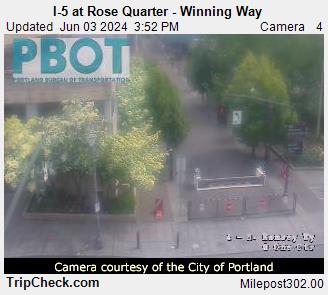 I-5 at Rose Quarter - Winning Way
Updated Jun 03 2024 3:52 PM Camera 4
PBOT
PORTLAND BUREAU OF TRANSPORTATION
Camera courtesy of the City of Portland
TripCheck.com Milepost302.00